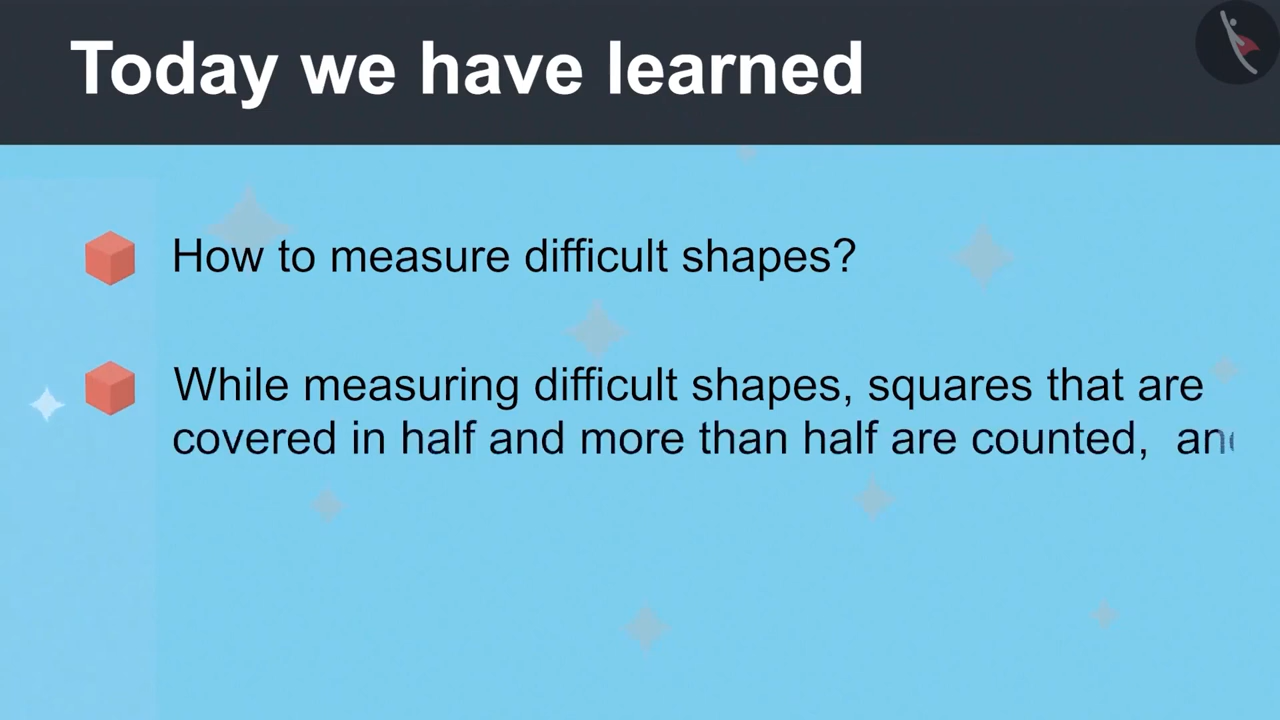 Today we have learned
How to measure difficult shapes?
While measuring difficult shapes, squares that are
covered in half and more than half are counted,